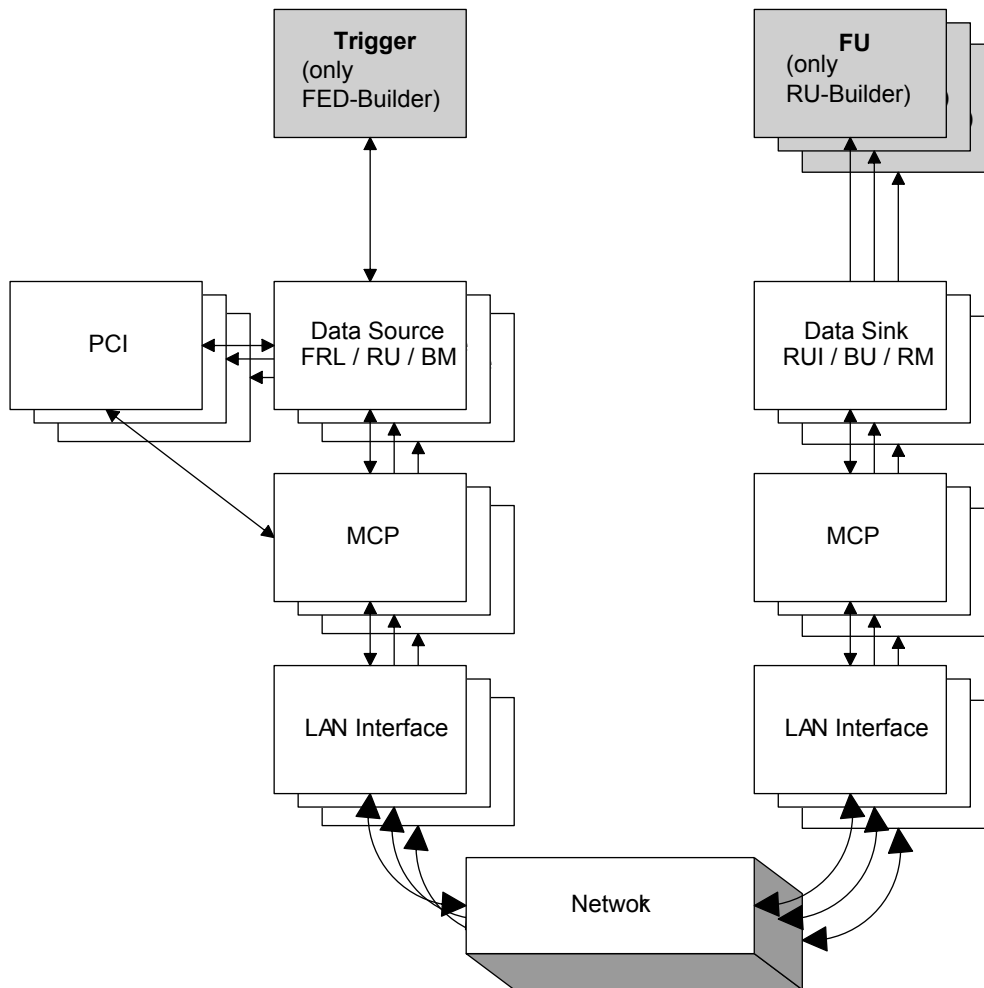 Trigger
(only
FED-Builder)
FU
(only
RU-Builder)
PCI
Data Source
FRL / RU / BM
Data Sink
RUI / BU / RM
MCP
MCP
LAN Interface
LAN Interface
Netwok